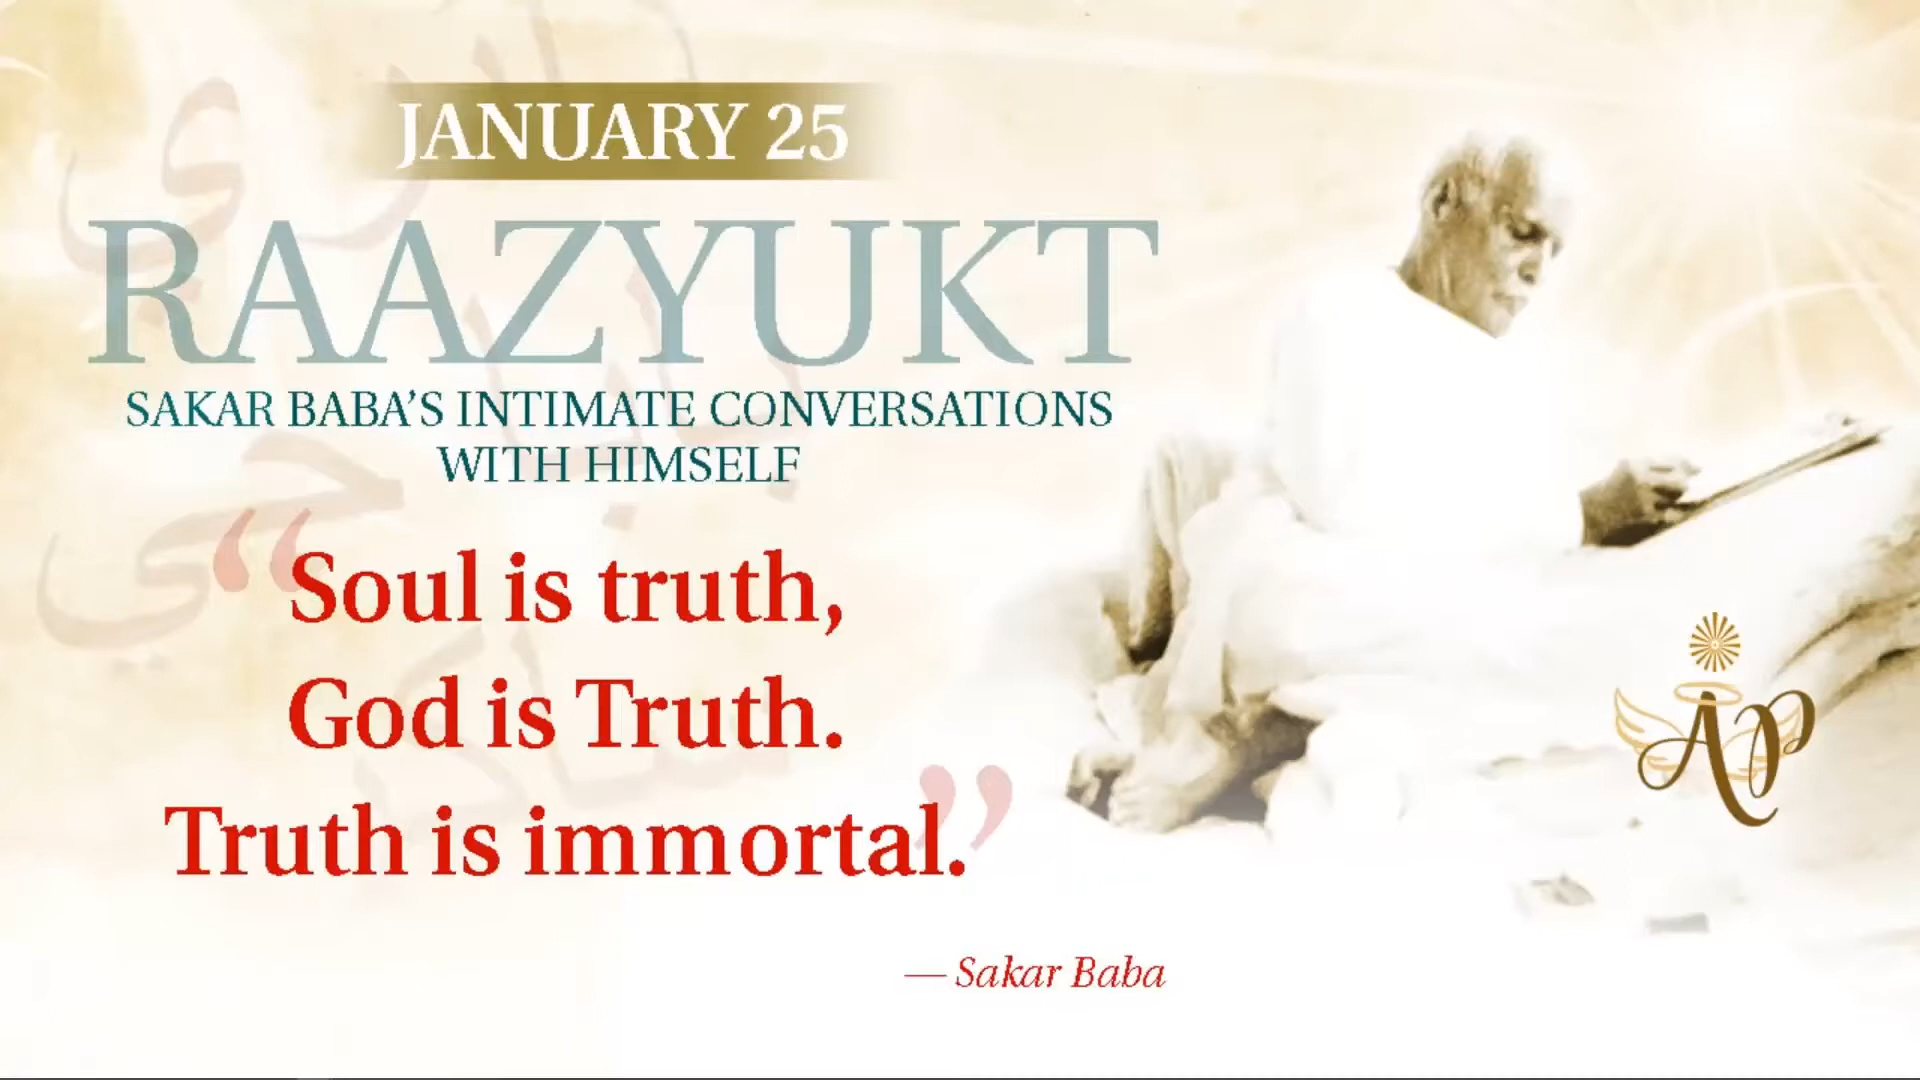 JANUARY 25
RAAZYUKT
SAKAR BABA'S INTIMATE CONVERSATIONS
WITH HIMSELF
“Soul is truth,
God is Truth.
Truth is immortal.”
— Sakar Baba
AP